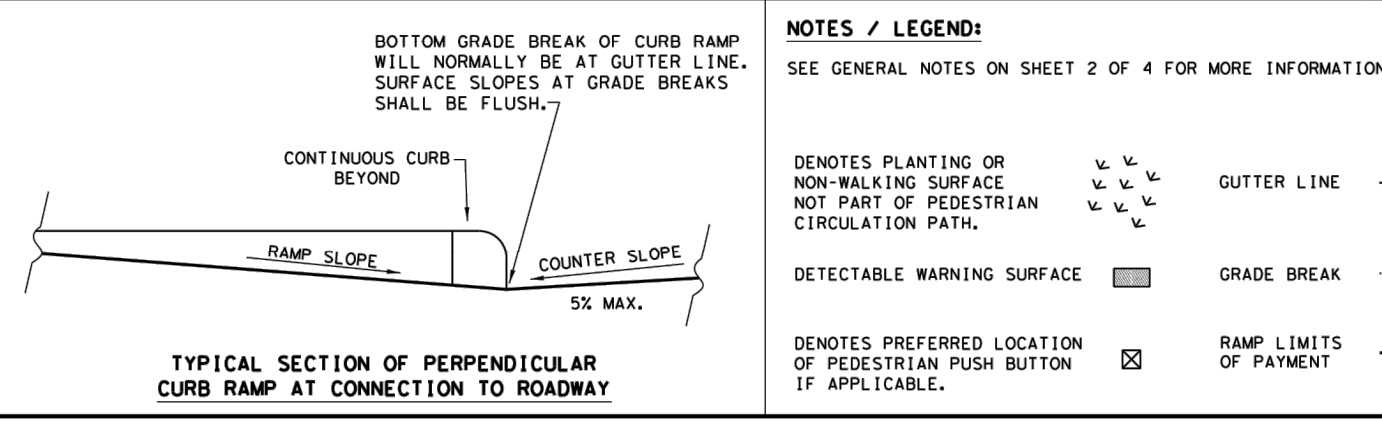 BOTTOM GRADE BREAK OF CURB RAMP
WILL NORMALLY BE AT GUTTER LINE.
SURFACE SLOPES AT GRADE BREAKS
SHALL BE FLUSH.
CONTINUOUS CURB
BEYOND
RAMP SLOPE
COUNTER SLOPE
5% MAX.
TYPICAL SECTION OF PERPENDICULAR
CURB RAMP AT CONNECTION TO ROADWAY
NOTES / LEGEND:
SEE GENERAL NOTES ON SHEET 2 OF 4 FOR MORE INFORMATION
DENOTES PLANTING OR
NON-WALKING SURFACE
NOT PART OF PEDESTRIAN
CIRCULATION PATH.
GUTTER LINE
DETECTABLE WARNING SURFACE
GRADE BREAK
DENOTES PREFERRED LOCATION
OF PEDESTRIAN PUSH BUTTON
IF APPLICABLE.
RAMP LIMITS
OF PAYMENT